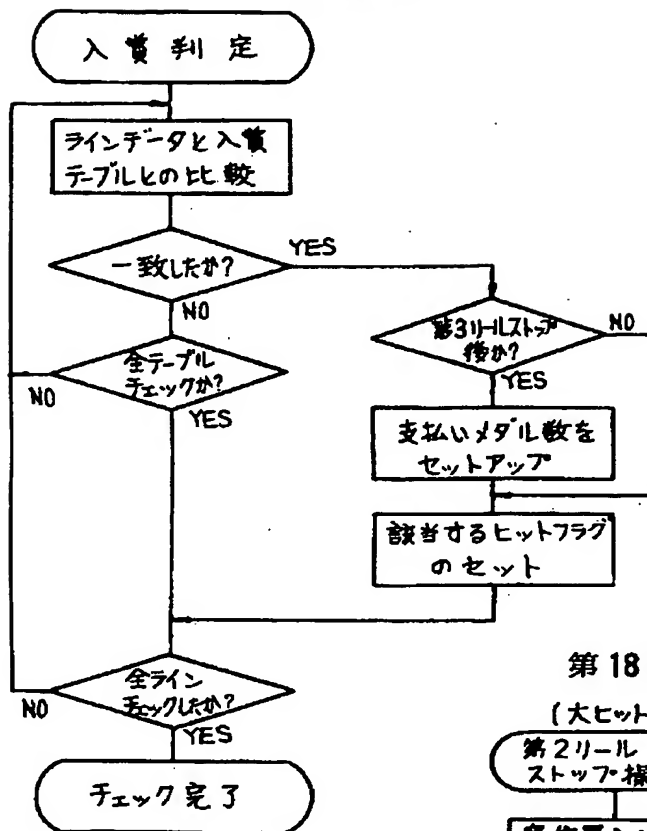 入賞判定
ラインデータと入賞
テーブルとの比較
一致したか?
YES
NO
第3リールストップ
後か?
NO
YES
全テーブル
チェックか?
NO
YES
支払いメダル数を
セットアップ
該当するヒットフラグ
のセット
全ライン
チェックしたか?
NO
YES
チェック完了
第18
(大ヒット
第2リール
ストップ操